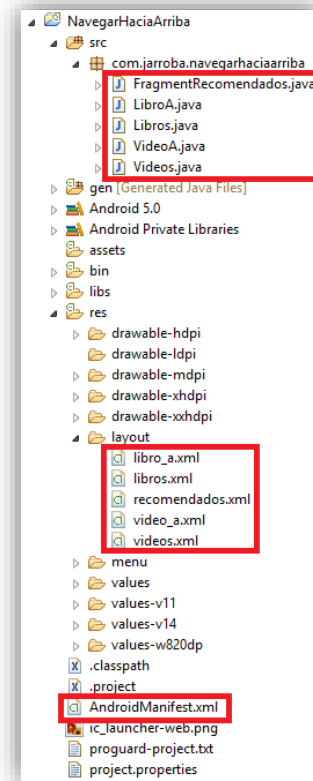 NavegarHaciaArriba
src
com.jarroba.navegarhaciaarriba
FragmentRecomendados.java
LibroA.java
Libros.java
VideoA.java
Videos.java
gen [Generated Java Files]
Android 5.0
Android Private Libraries
assets
bin
libs
res
drawable-hdpi
drawable-ldpi
drawable-mdpi
drawable-xhdpi
drawable-xxhdpi
layout
libro_a.xml
libros.xml
recomendados.xml
video_a.xml
videos.xml
menu
values
values-v11
values-v14
values-w820dp
.classpath
.project
AndroidManifest.xml
ic_launcher-web.png
proguard-project.txt
project.properties